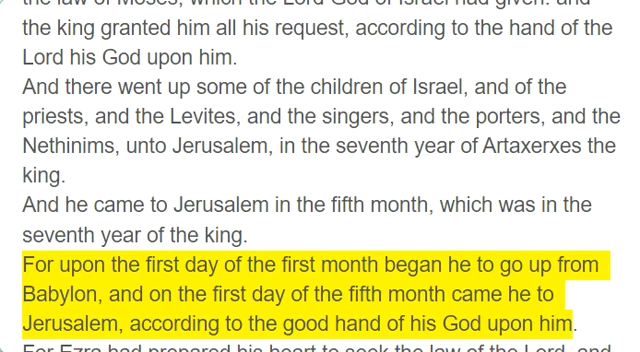 the law of Moses, which the Lord God of Israel had given: and
the king granted him all his request, according to the hand of the
Lord his God upon him.
And there went up some of the children of Israel, and of the
priests, and the Levites, and the singers, and the porters, and the
Nethinims, unto Jerusalem, in the seventh year of Artaxerxes the
king.
And he came to Jerusalem in the fifth month, which was in the
seventh year of the king.
For upon the first day of the first month began he to go up from
Babylon, and on the first day of the fifth month came he to
Jerusalem, according to the good hand of his God upon him.
For Ezra had prepared his heart to seek the law of the Lord, and